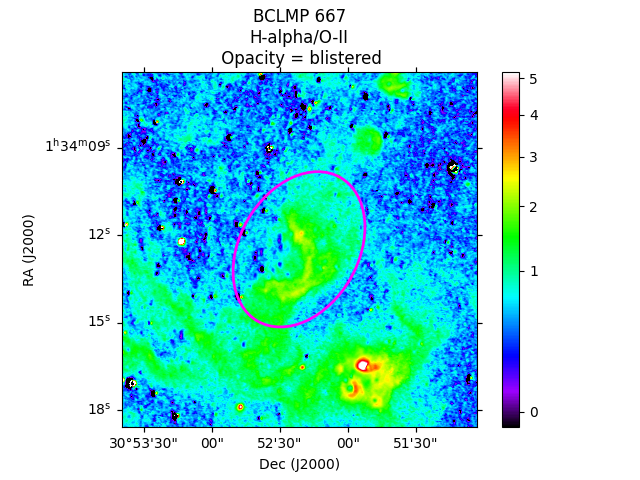 BCLMP 667
H-alpha/O-II
Opacity = blistered
1ʰ34ᵐ09ˢ
12ˢ
15ˢ
18ˢ
RA (J2000)
30°53'30" 00" 52'30" 00" 51'30"
Dec (J2000)
5
4
3
2
1
0